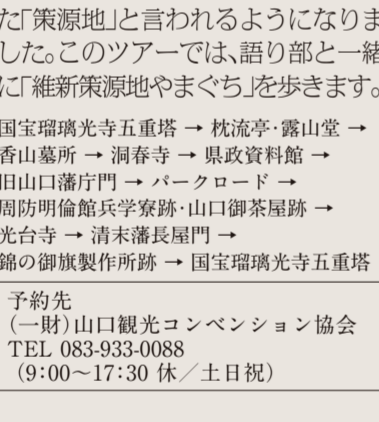 た「策源地」と言われるようになりま
した。このツアーでは、語り部と一緒
に「維新策源地やまぐち」を歩きます。
国宝瑠璃光寺五重塔 → 枕流亭・露山堂 →
香山墓所 → 洞春寺 → 県政資料館 →
旧山口藩庁門 → パークロード →
周防明倫館兵学寮跡・山口御茶屋跡 →
光台寺 → 清末藩長屋門 →
錦の御旗製作所跡 → 国宝瑠璃光寺五重塔
予約先
(一財)山口観光コンベンション協会
TEL 083-933-0088
(9:00〜17:30 休/土日祝)